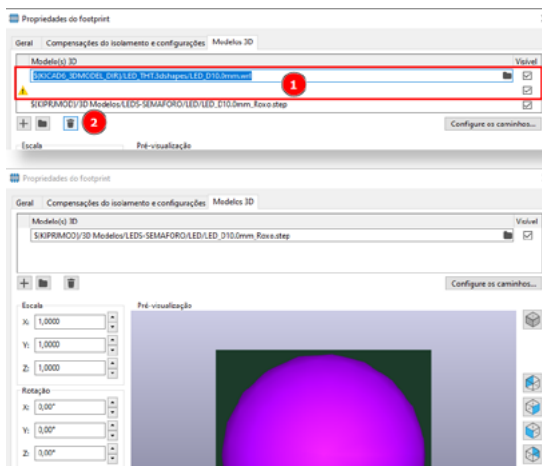 Propriedades do footprint
Geral Compensações do isolamento e configurações Modelos 3D
Modelo(s) 3D Visível
${KICAD6_3DMODEL_DIR}/LED_THT.3dshapes/LED_D10.0mm.wrl
1
${KIPRJMOD}/3D Modelos/LEDS-SEMAFORO/LED/LED_D10.0mm_Roxo.step
2 Configure os caminhos...
Escala Pré-visualização
Propriedades do footprint
Geral Compensações do isolamento e configurações Modelos 3D
Modelo(s) 3D Visível
${KIPRJMOD}/3D Modelos/LEDS-SEMAFORO/LED/LED_D10.0mm_Roxo.step
Configure os caminhos...
Escala Pré-visualização
X: 1,0000
Y: 1,0000
Z: 1,0000
Rotação
X: 0,00°
Y: 0,00°
Z: 0,00°